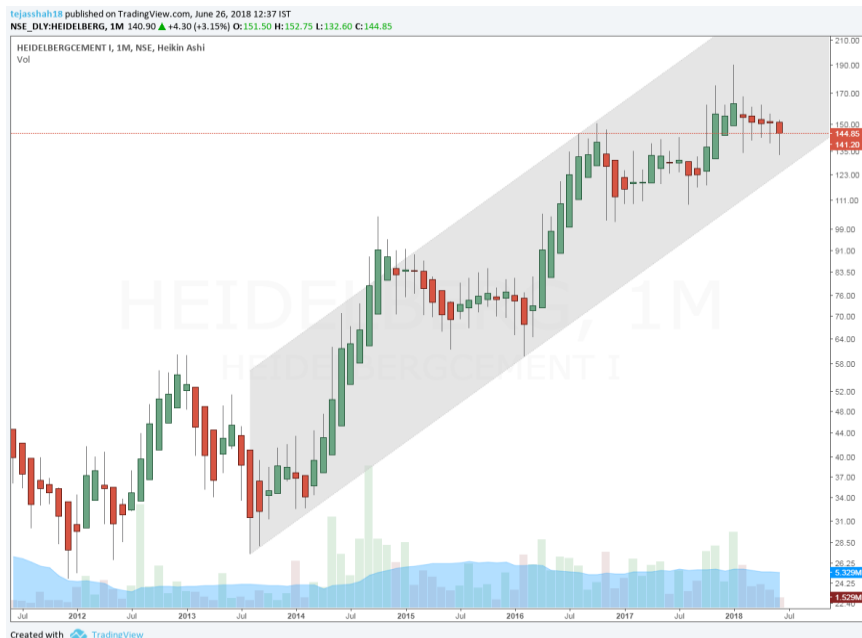 tejasshah18 published on TradingView.com, June 26, 2018 12:37 IST
NSE_DLY:HEIDELBERG, 1M 140.90 ▲ +4.30 (+3.15%) O:151.50 H:152.75 L:132.60 C:144.85
HEIDELBERGCEMENT I, 1M, NSE, Heikin Ashi
Vol
HEIDELBERG, 1M
HEIDELBERGCEMENT I
210.00
190.00
170.00
150.00
144.85
141.20
135.00
123.00
111.00
99.00
91.00
83.50
76.00
70.00
64.00
58.00
52.00
48.00
44.00
40.00
37.00
34.00
31.00
28.50
26.25
5.329M
24.25
1.529M
22.40
Jul 2012 Jul 2013 Jul 2014 Jul 2015 Jul 2016 Jul 2017 Jul 2018 Jul
Created with TradingView